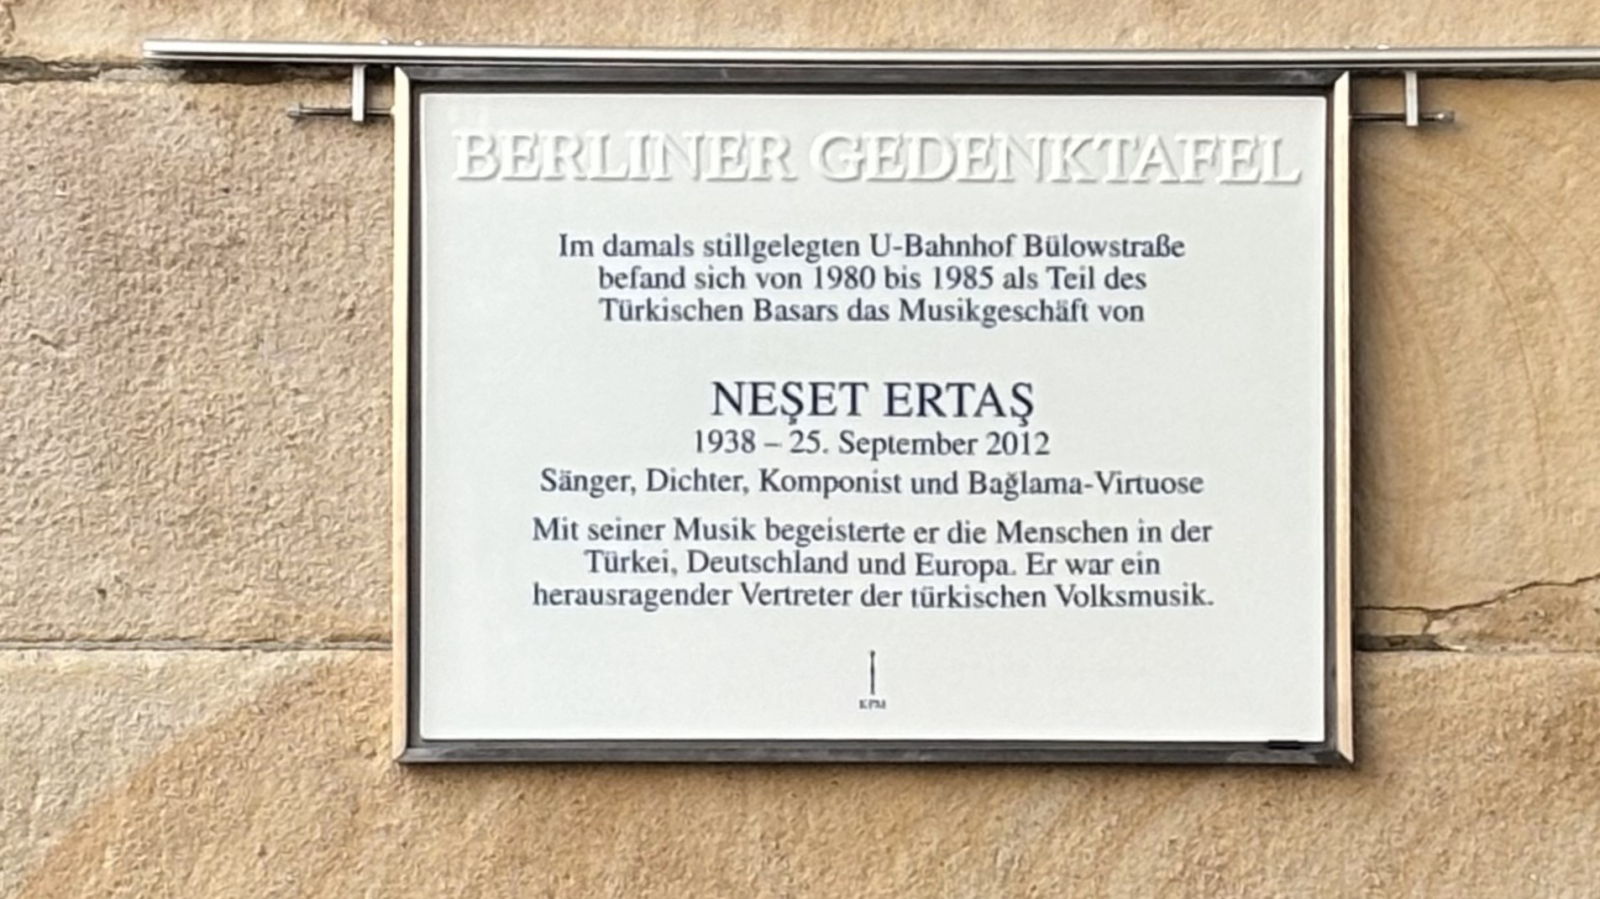 BERLINER GEDENKTAFEL
Im damals stillgelegten U-Bahnhof Bülowstraße
befand sich von 1980 bis 1985 als Teil des
Türkischen Basars das Musikgeschäft von
NEŞET ERTAŞ
1938 – 25. September 2012
Sänger, Dichter, Komponist und Bağlama-Virtuose
Mit seiner Musik begeisterte er die Menschen in der
Türkei, Deutschland und Europa. Er war ein
herausragender Vertreter der türkischen Volksmusik.
KPM